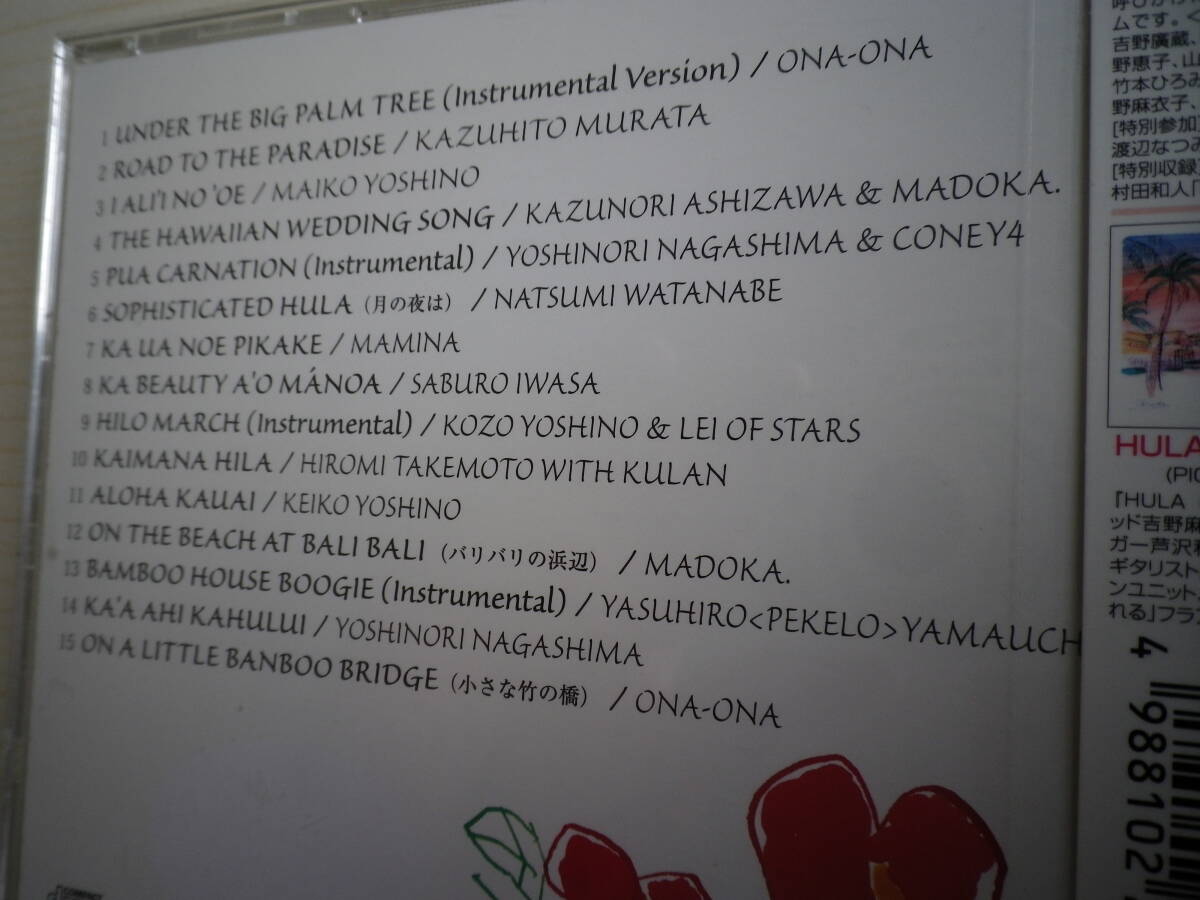 1 UNDER THE BIG PALM TREE (Instrumental Version) / ONA-ONA
2 ROAD TO THE PARADISE / KAZUHITO MURATA
3 I ALI'I NO 'OE / MAIKO YOSHINO
4 THE HAWAIIAN WEDDING SONG / KAZUNORI ASHIZAWA & MADOKA.
5 PUA CARNATION (Instrumental) / YOSHINORI NAGASHIMA & CONEY4
6 SOPHISTICATED HULA (月の夜は) / NATSUMI WATANABE
7 KA UA NOE PIKAKE / MAMINA
8 KA BEAUTY A'O MÁNOA / SABURO IWASA
9 HILO MARCH (Instrumental) / KOZO YOSHINO & LEI OF STARS
10 KAIMANA HILA / HIROMI TAKEMOTO WITH KULAN
11 ALOHA KAUAI / KEIKO YOSHINO
12 ON THE BEACH AT BALI BALI (バリバリの浜辺) / MADOKA.
13 BAMBOO HOUSE BOOGIE (Instrumental) / YASUHIRO<PEKELO>YAMAUCH
14 KA'A AHI KAHULUI / YOSHINORI NAGASHIMA
15 ON A LITTLE BANBOO BRIDGE (小さな竹の橋) / ONA-ONA
ムです。
吉野廣蔵、
野恵子、山
竹本ひろみ
野麻衣子、
[特別参加]
渡辺なつみ
[特別収録]
村田和人「
HULA
(PIC
「HULA
ッド吉野麻
ガー芦沢和
ギタリスト
ンユニット
れる」フラ
4 988102